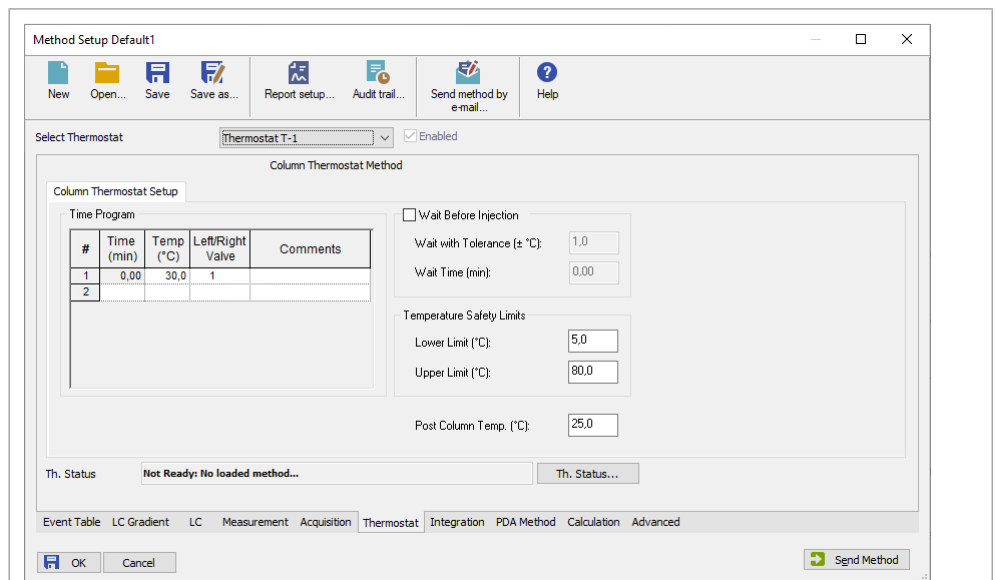 Method Setup Default1
New Open... Save Save as... Report setup... Audit trail... Send method by e-mail... Help
Select Thermostat Thermostat T-1 Enabled
Column Thermostat Method
Column Thermostat Setup
Time Program
# Time (min) Temp (°C) Left/Right Valve Comments
1 0,00 30,0 1
2
Wait Before Injection
Wait with Tolerance (± °C): 1,0
Wait Time (min): 0,00
Temperature Safety Limits
Lower Limit (°C): 5,0
Upper Limit (°C): 80,0
Post Column Temp. (°C): 25,0
Th. Status Not Ready: No loaded method... Th. Status...
Event Table LC Gradient LC Measurement Acquisition Thermostat Integration PDA Method Calculation Advanced
OK Cancel Send Method